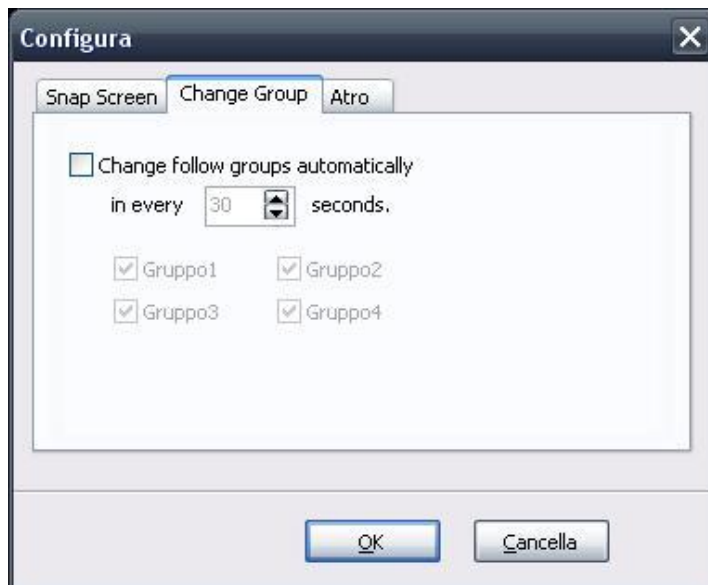 Configura
Snap Screen Change Group Atro
Change follow groups automatically
in every 30 seconds.
Gruppo1 Gruppo2
Gruppo3 Gruppo4
OK Cancella